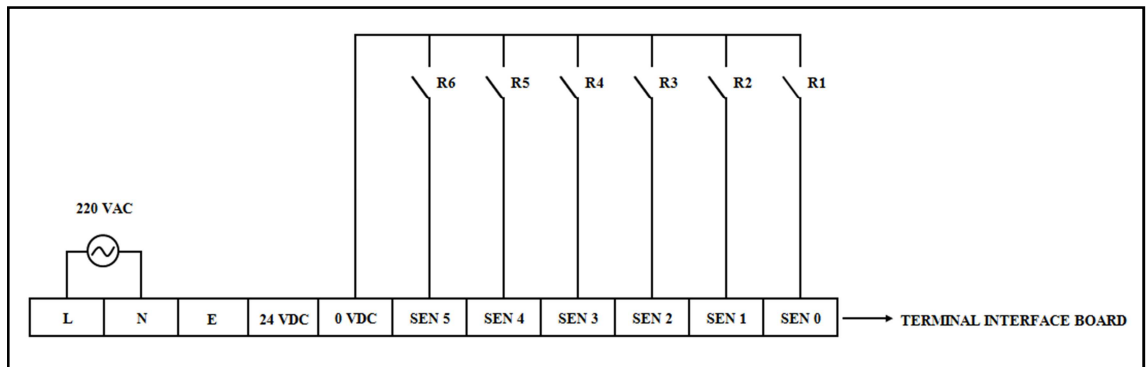 R6 R5 R4 R3 R2 R1
220 VAC
L N E 24 VDC 0 VDC SEN 5 SEN 4 SEN 3 SEN 2 SEN 1 SEN 0 TERMINAL INTERFACE BOARD